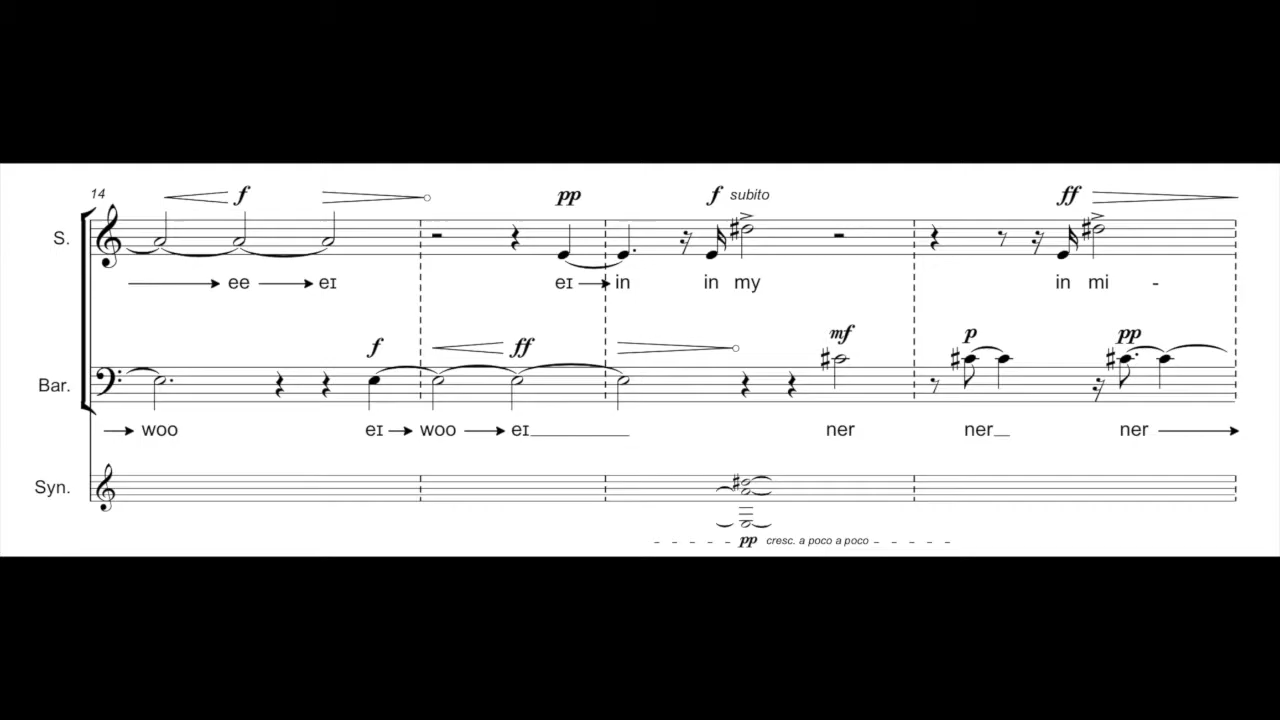 14 f pp f subito ff
S.
ee eɪ eɪ in in my in mi -
f ff mf p pp
Bar.
woo eɪ woo eɪ ner ner ner
Syn.
pp cresc. a poco a poco